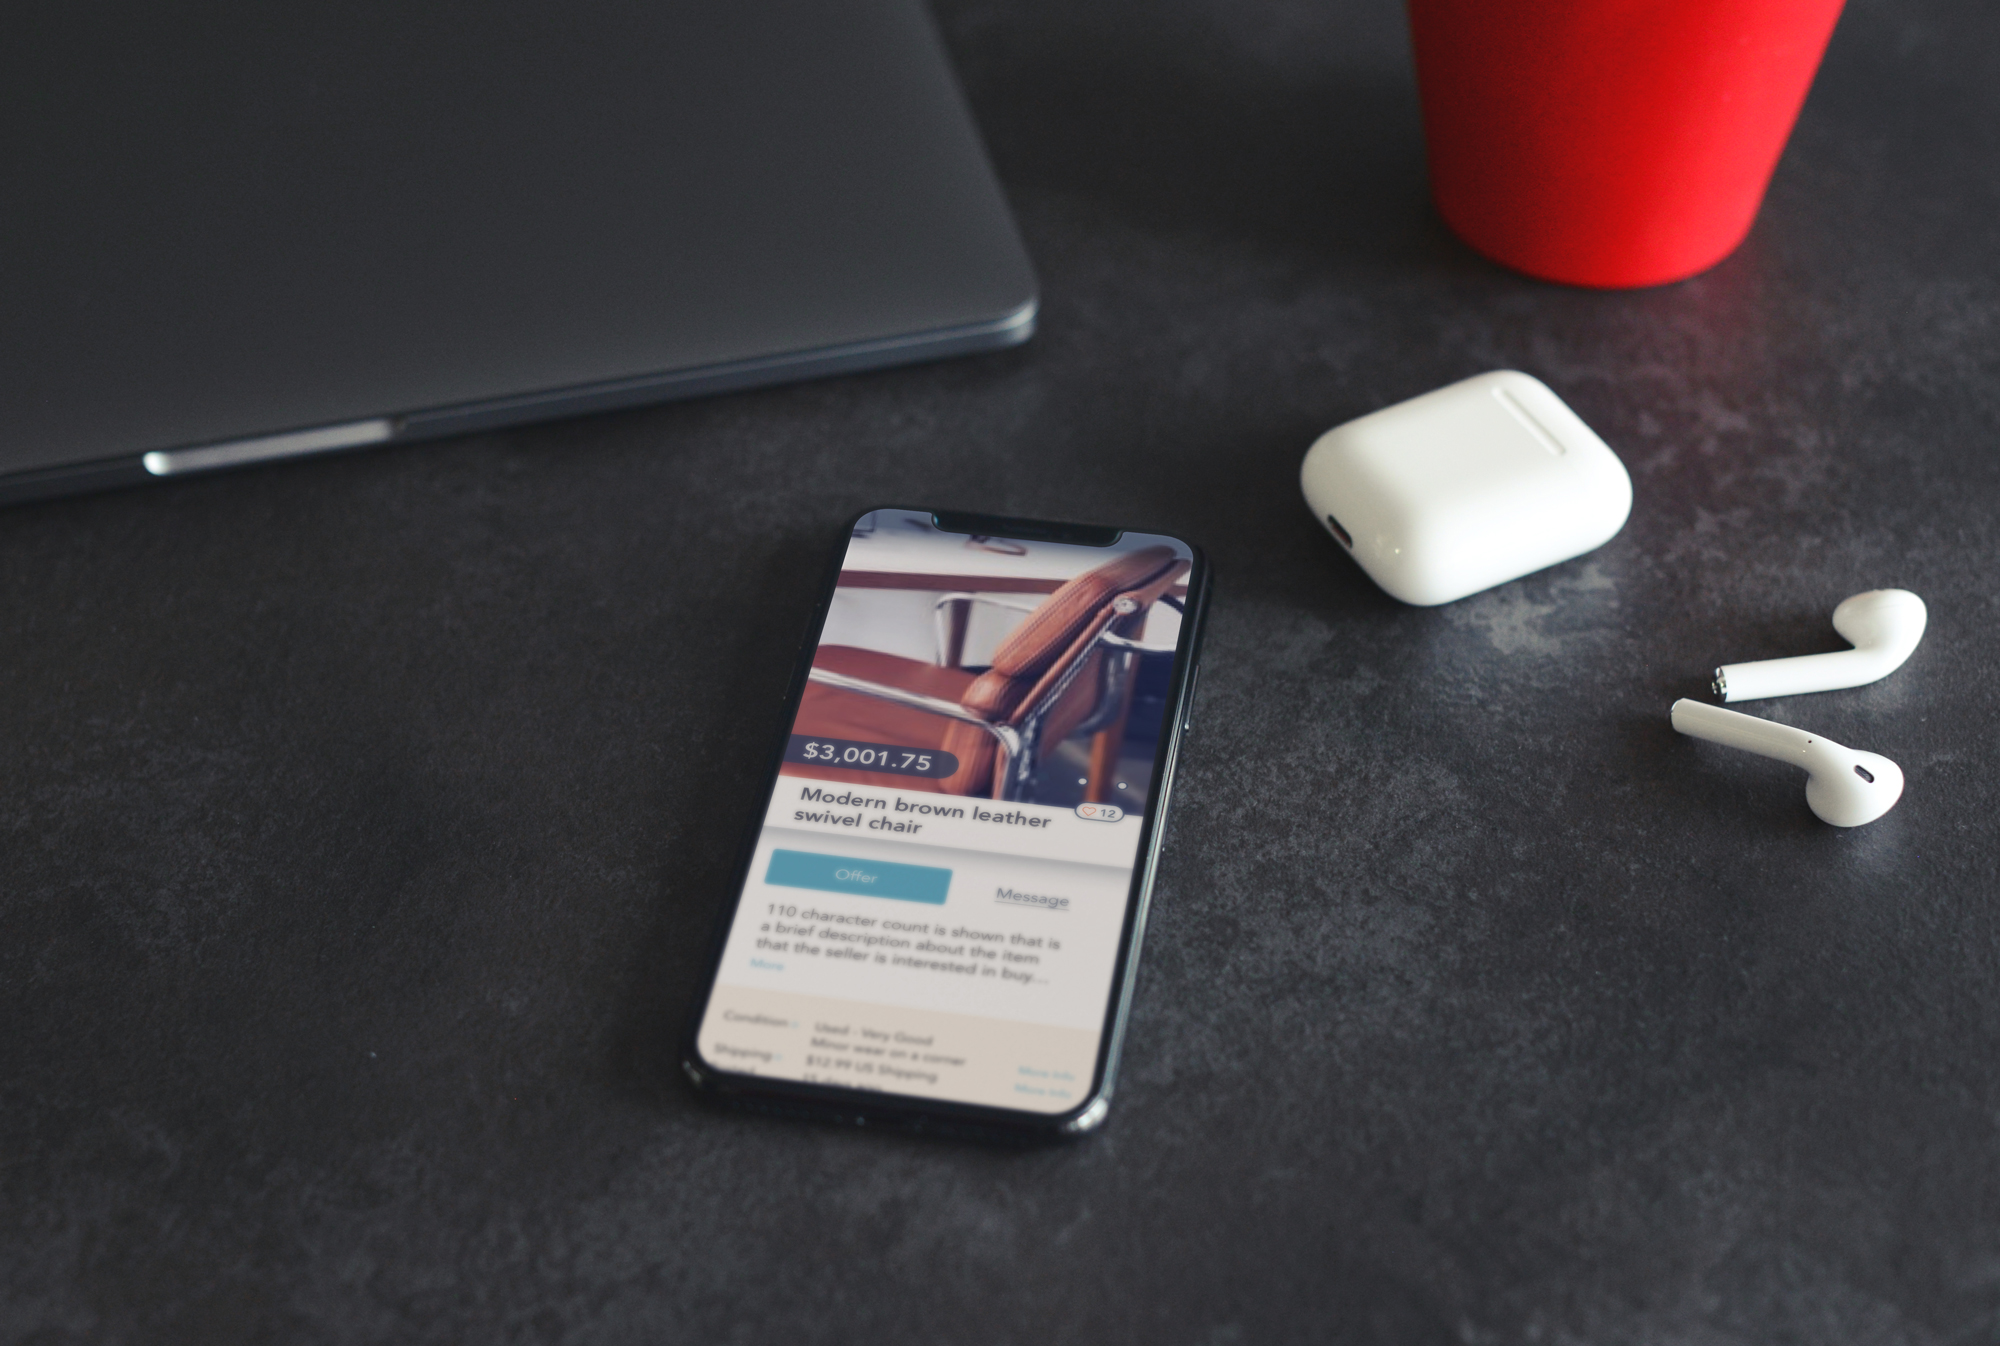 $3,001.75
Modern brown leather
swivel chair
12
Offer
Message
110 character count is shown that is
a brief description about the item
that the seller is interested in buy...
More
Condition
Used - Very Good
Minor wear on a corner
Shipping
$12.99 US Shipping
More Info
More Info